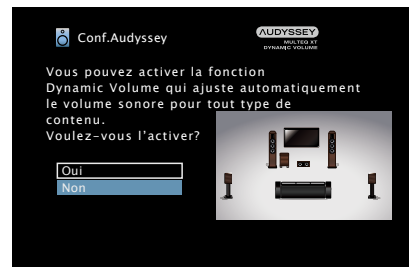 Conf.Audyssey
AUDYSSEY
MULTEQ XT
DYNAMIC VOLUME
Vous pouvez activer la fonction
Dynamic Volume qui ajuste automatiquement
le volume sonore pour tout type de
contenu.
Voulez-vous l'activer?
Oui
Non